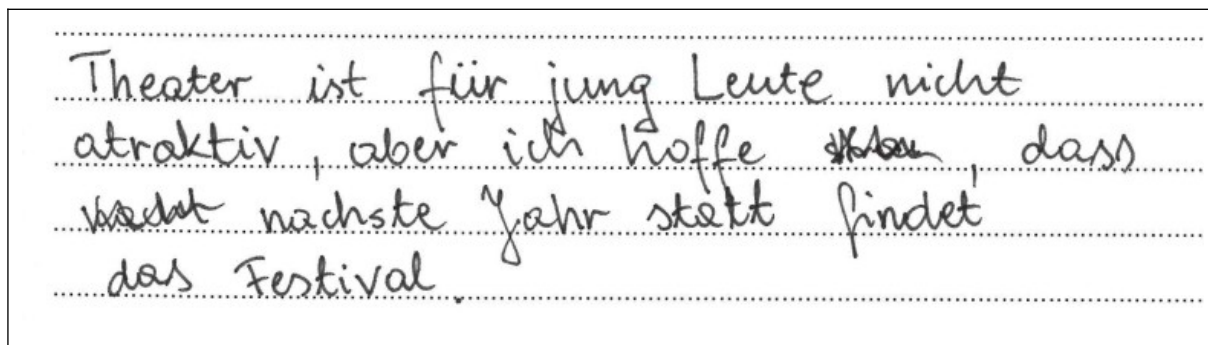 Theater ist für jung Leute nicht
atraktiv, aber ich hoffe , dass
nachste Jahr statt findet
das Festival.